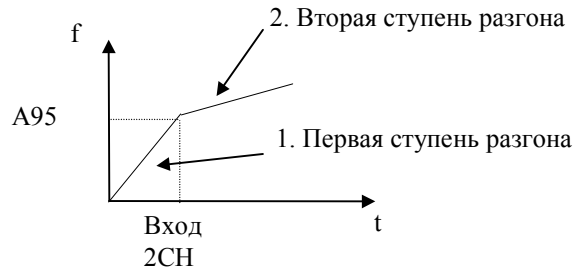 2. Вторая ступень разгона
f
A95
1. Первая ступень разгона
Вход
2CH
t